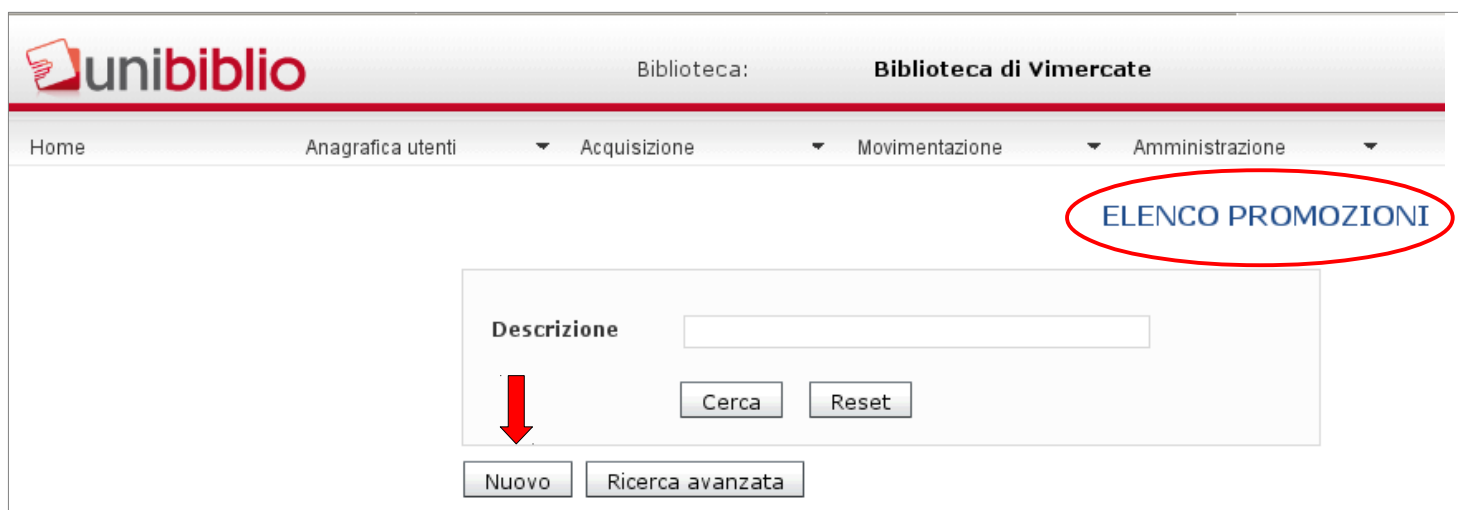 unibiblio Biblioteca: Biblioteca di Vimercate
Home Anagrafica utenti Acquisizione Movimentazione Amministrazione
ELENCO PROMOZIONI
Descrizione
Cerca Reset
Nuovo Ricerca avanzata